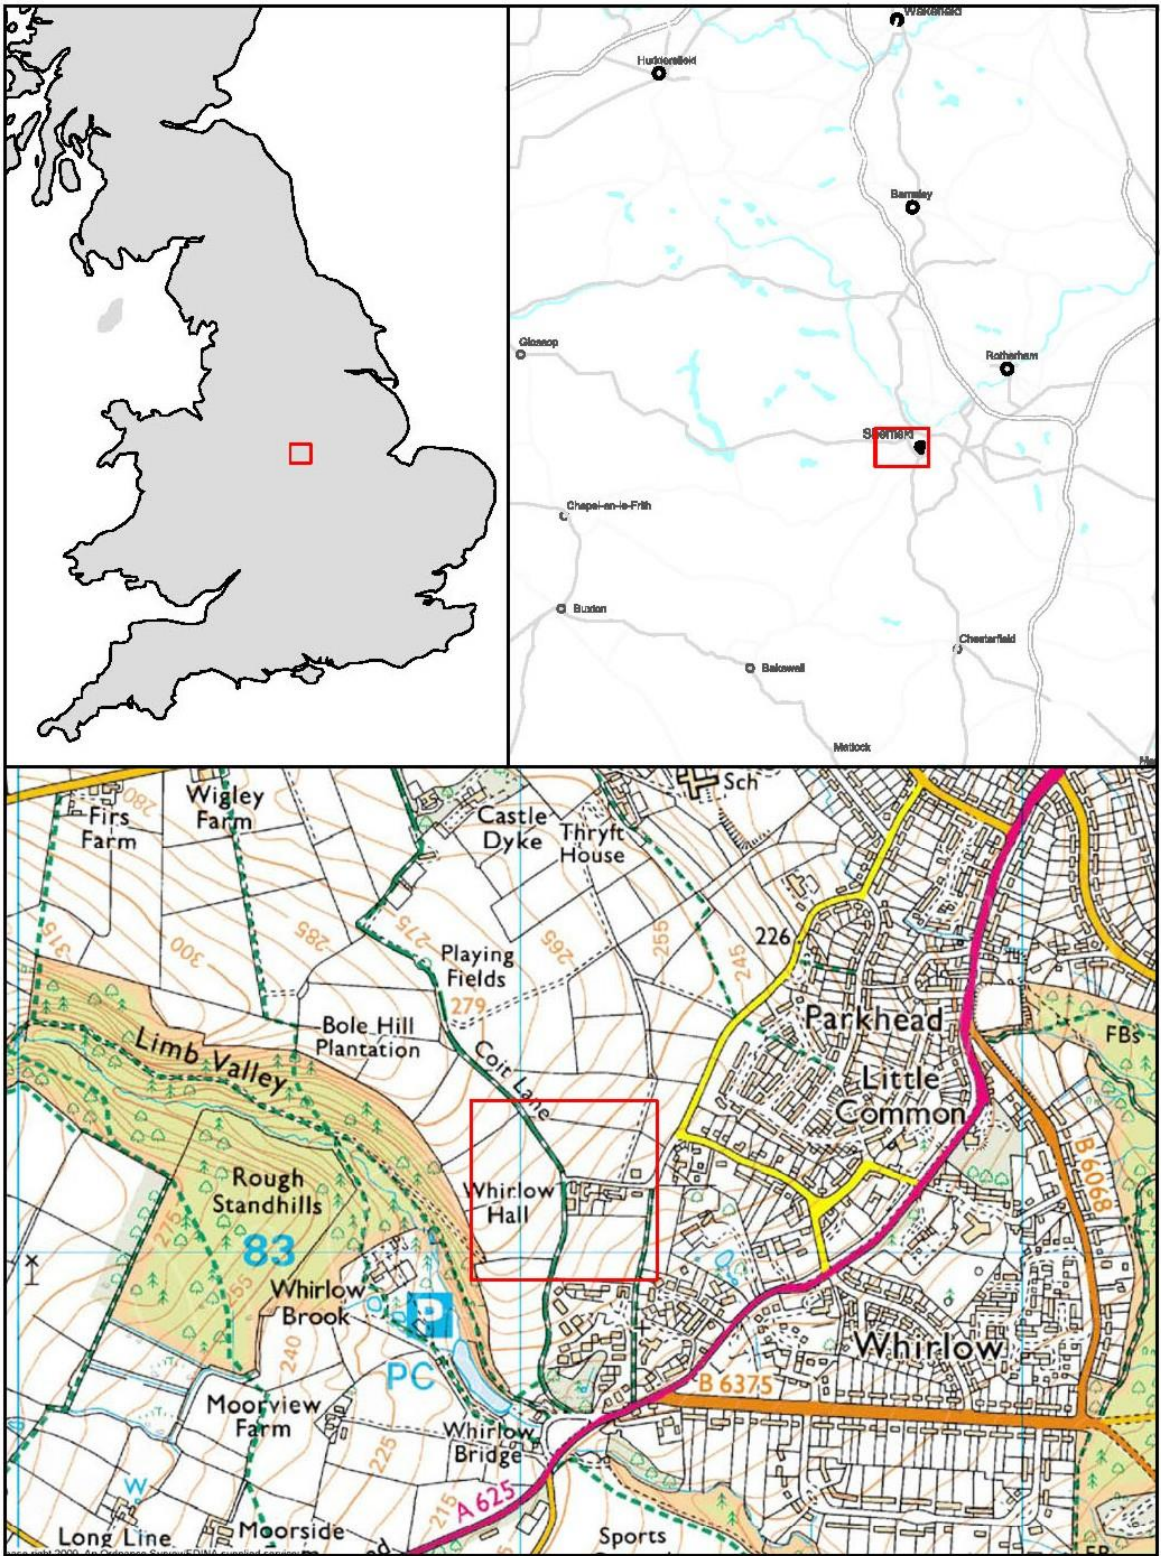 Wakefield
Huddersfield
Barnsley
Glossop
Rotherham
Sheffield
Chapel-en-le-Frith
Buxton
Chesterfield
Bakewell
Matlock
Sch
Wigley
Farm
280
Firs
Farm
Castle
Dyke
Thryft
House
315
300
285
275
265
255
245
226
Playing
Fields
279
Bole Hill
Plantation
Limb Valley
Coit Lane
Parkhead
Little
Common
FBs
B 6068
Rough
Standhills
275
83
255
Whirlow
Hall
Whirlow
Brook
240
P
PC
Whirlow
B 6375
Moorview
Farm
Whirlow
Bridge
225
215
A 625
W
Long Line
Moorside
Sports